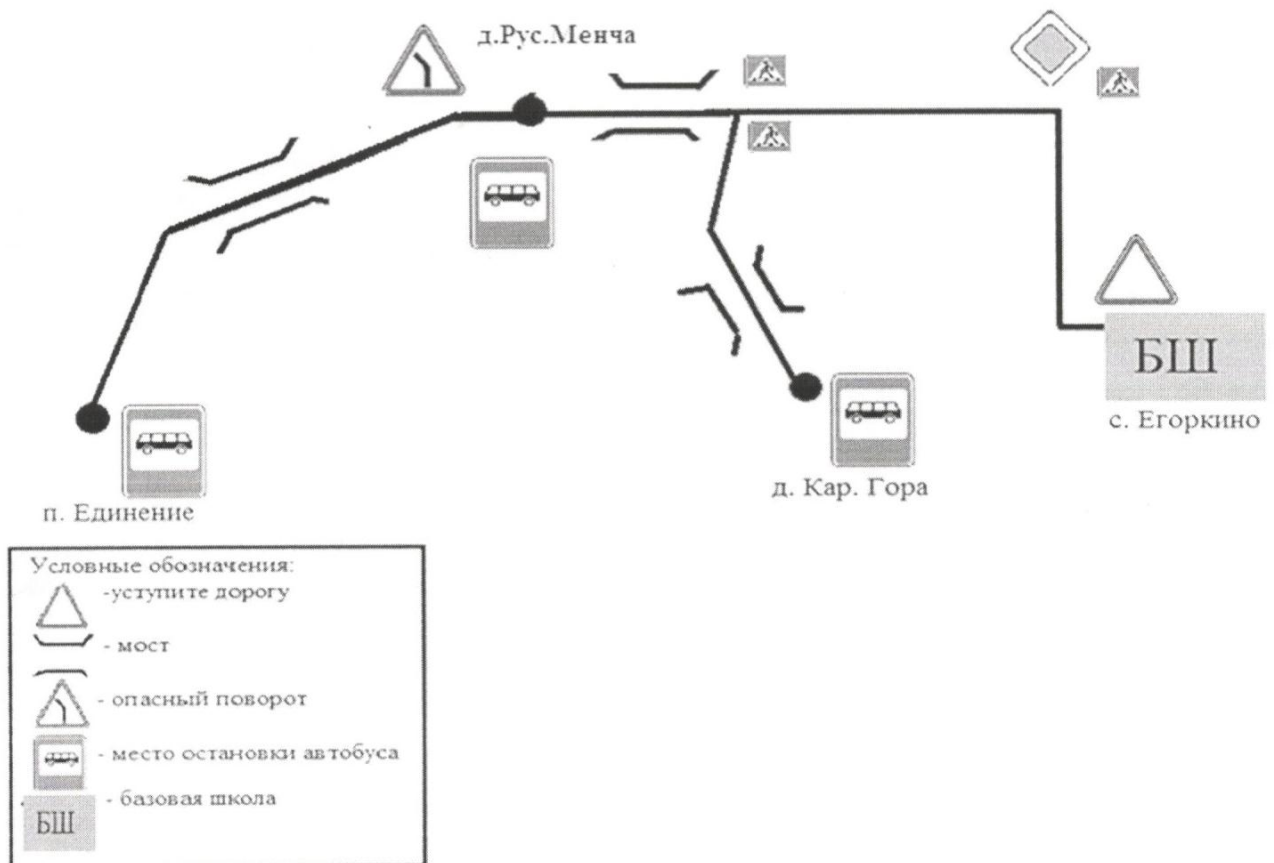 д.Рус.Менча
БШ
с. Егоркино
д. Кар. Гора
п. Единение
Условные обозначения:
-уступите дорогу
- мост
- опасный поворот
- место остановки автобуса
- базовая школа
БШ